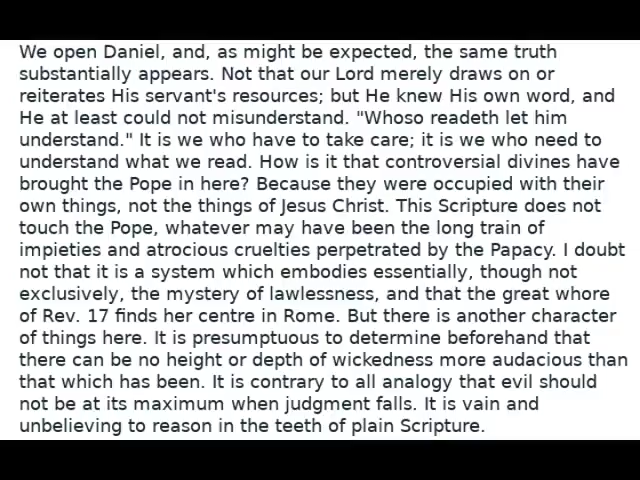 We open Daniel, and, as might be expected, the same truth
substantially appears. Not that our Lord merely draws on or
reiterates His servant's resources; but He knew His own word, and
He at least could not misunderstand. "Whoso readeth let him
understand." It is we who have to take care; it is we who need to
understand what we read. How is it that controversial divines have
brought the Pope in here? Because they were occupied with their
own things, not the things of Jesus Christ. This Scripture does not
touch the Pope, whatever may have been the long train of
impieties and atrocious cruelties perpetrated by the Papacy. I doubt
not that it is a system which embodies essentially, though not
exclusively, the mystery of lawlessness, and that the great whore
of Rev. 17 finds her centre in Rome. But there is another character
of things here. It is presumptuous to determine beforehand that
there can be no height or depth of wickedness more audacious than
that which has been. It is contrary to all analogy that evil should
not be at its maximum when judgment falls. It is vain and
unbelieving to reason in the teeth of plain Scripture.